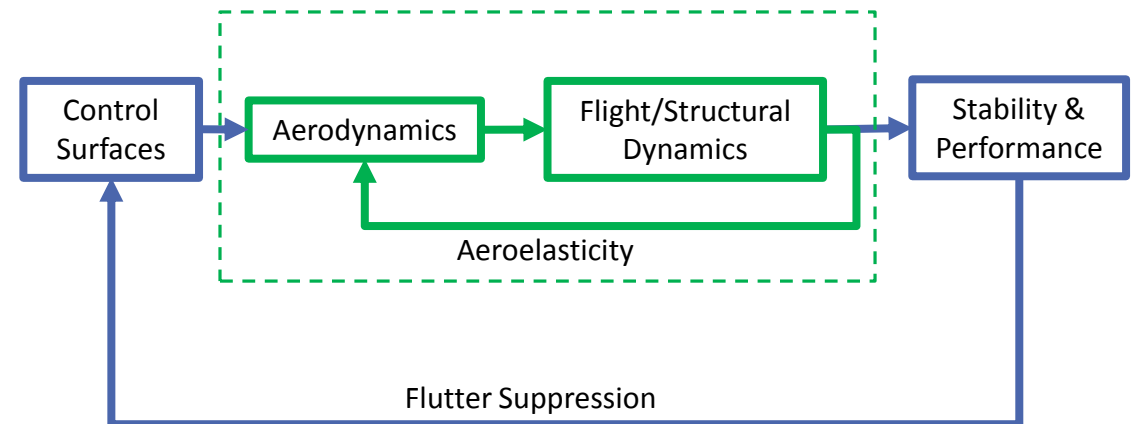 Control
Surfaces
Aerodynamics
Flight/Structural
Dynamics
Stability &
Performance
Aeroelasticity
Flutter Suppression